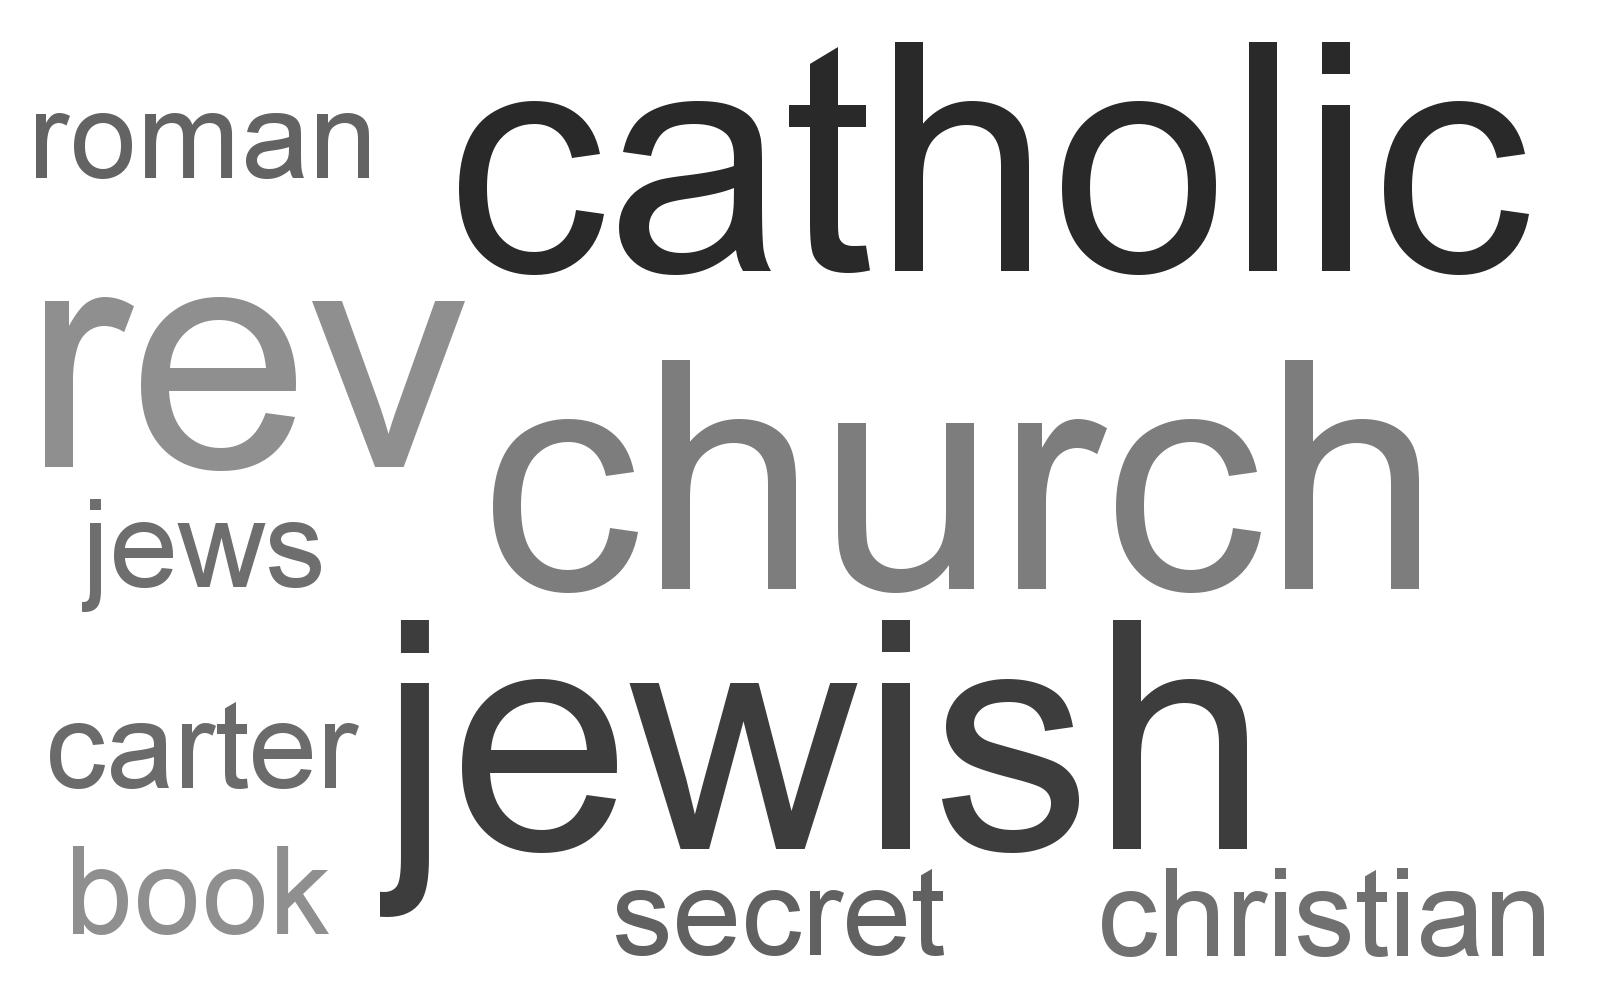 roman catholic
rev church
jews
jewish
carter
book
secret christian